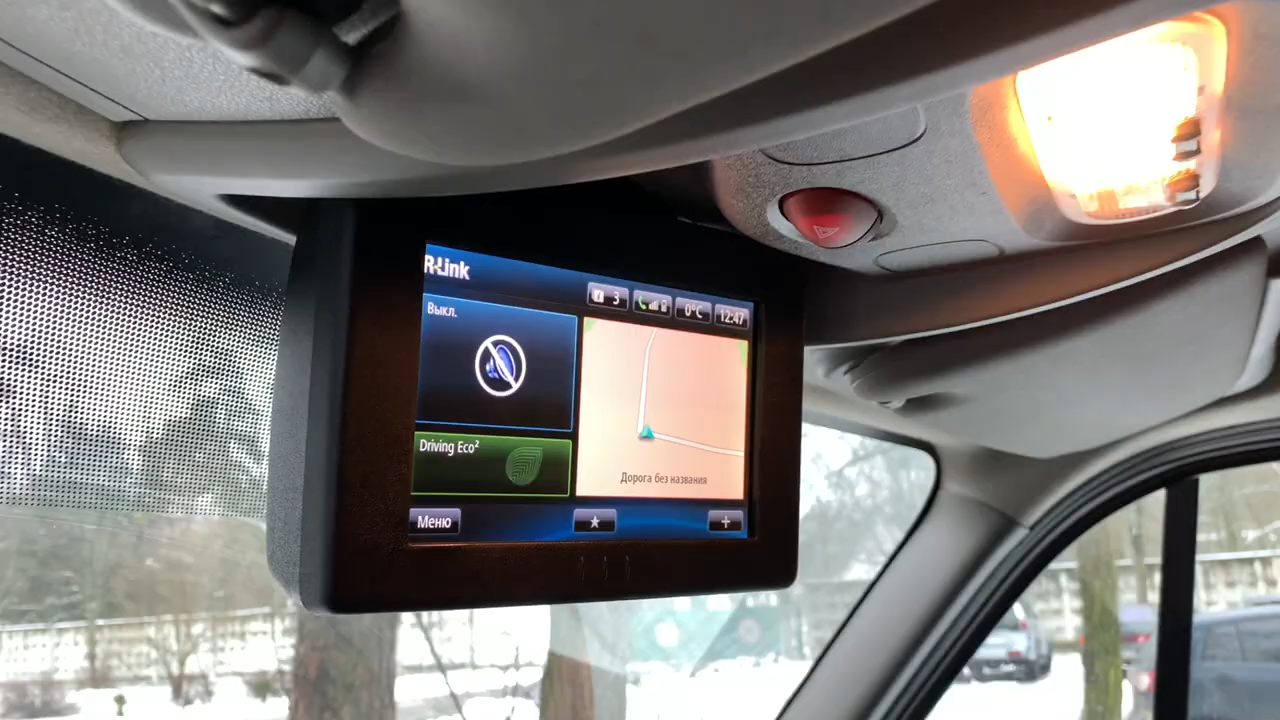 R-Link
3 0°C 12:47
Выкл.
Driving Eco²
Дорога без названия
Меню